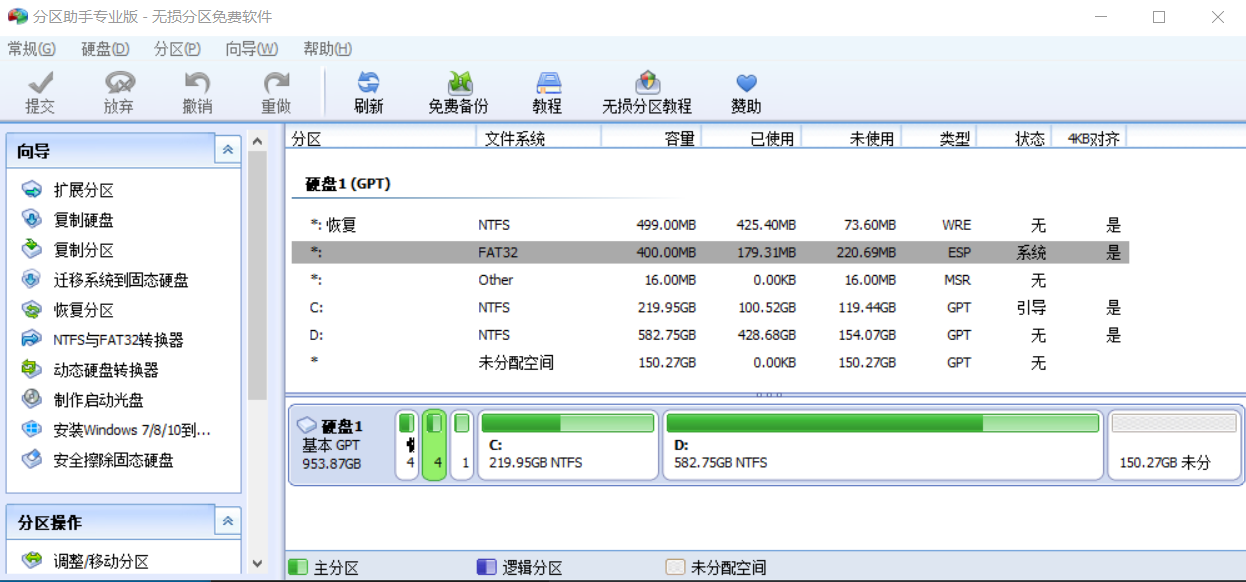 分区助手专业版 - 无损分区免费软件
常规(G) 硬盘(D) 分区(P) 向导(W) 帮助(H)
提交 放弃 撤销 重做 刷新 免费备份 教程 无损分区教程 赞助
向导
扩展分区
复制硬盘
复制分区
迁移系统到固态硬盘
恢复分区
NTFS与FAT32转换器
动态硬盘转换器
制作启动光盘
安装Windows 7/8/10到...
安全擦除固态硬盘
分区操作
调整/移动分区
分区 文件系统 容量 已使用 未使用 类型 状态 4KB对齐
硬盘1 (GPT)
*: 恢复 NTFS 499.00MB 425.40MB 73.60MB WRE 无 是
*: FAT32 400.00MB 179.31MB 220.69MB ESP 系统 是
*: Other 16.00MB 0.00KB 16.00MB MSR 无
C: NTFS 219.95GB 100.52GB 119.44GB GPT 引导 是
D: NTFS 582.75GB 428.68GB 154.07GB GPT 无 是
* 未分配空间 150.27GB 0.00KB 150.27GB GPT 无
硬盘1
基本 GPT
953.87GB
4
4
1
C:
219.95GB NTFS
D:
582.75GB NTFS
150.27GB 未分
主分区 逻辑分区 未分配空间